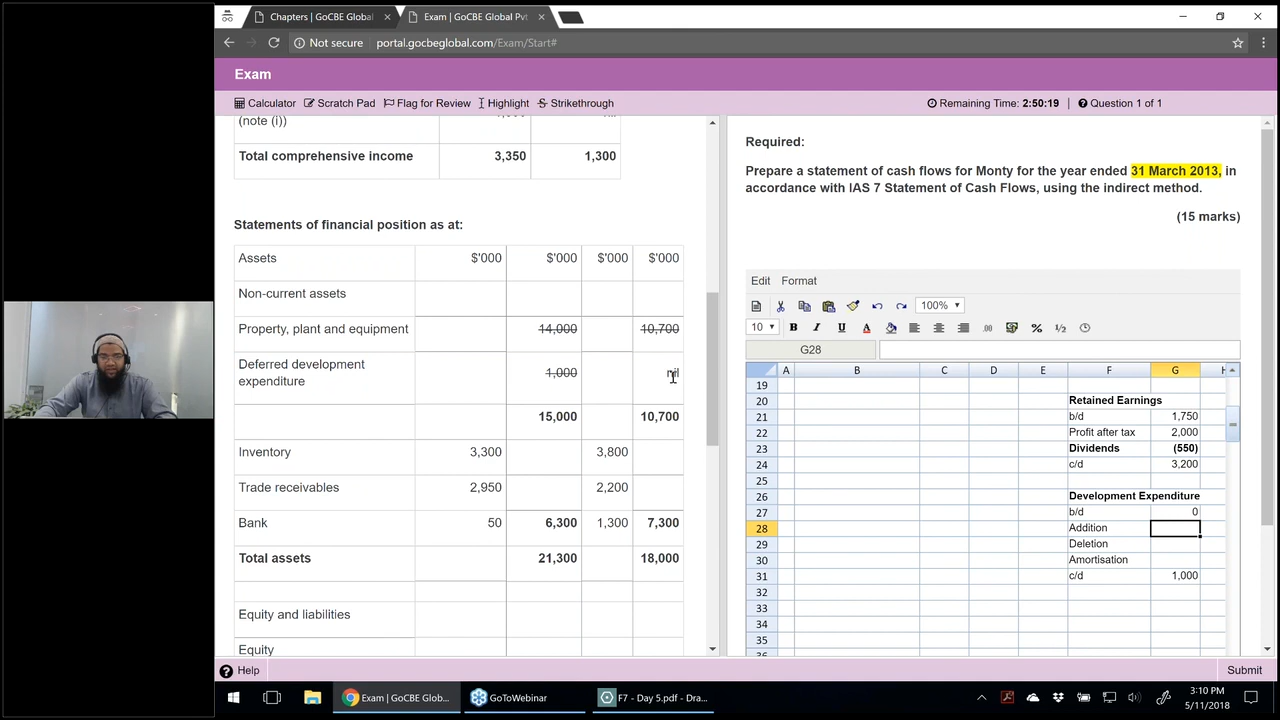 Chapters | GoCBE Global
Exam | GoCBE Global Pvt
Not secure
portal.gocbeglobal.com/Exam/Start#
Exam
Calculator
Scratch Pad
Flag for Review
Highlight
Strikethrough
Remaining Time: 2:50:19
Question 1 of 1
(note (i))
Total comprehensive income 3,350 1,300
Statements of financial position as at:
Assets $'000 $'000 $'000 $'000
Non-current assets
Property, plant and equipment 14,000 10,700
Deferred development
expenditure 1,000 nil
15,000 10,700
Inventory 3,300 3,800
Trade receivables 2,950 2,200
Bank 50 6,300 1,300 7,300
Total assets 21,300 18,000
Equity and liabilities
Equity
Required:
Prepare a statement of cash flows for Monty for the year ended 31 March 2013, in
accordance with IAS 7 Statement of Cash Flows, using the indirect method.
(15 marks)
Edit Format
100%
10 B I U A .00 % 1/2
G28
A B C D E F G H
19
20 Retained Earnings
21 b/d 1,750
22 Profit after tax 2,000
23 Dividends (550)
24 c/d 3,200
25
26 Development Expenditure
27 b/d 0
28 Addition
29 Deletion
30 Amortisation
31 c/d 1,000
32
33
34
35
36
Help
Submit
Exam | GoCBE Glob...
GoToWebinar
F7 - Day 5.pdf - Dra...
3:10 PM
5/11/2018